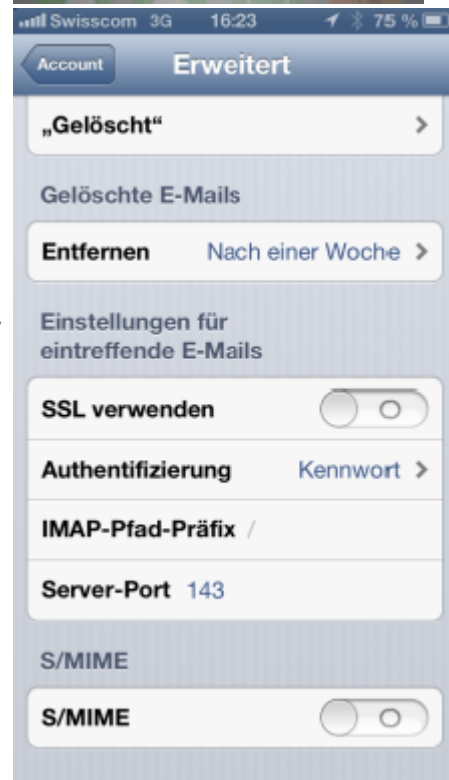 Swisscom 3G 16:23 75 %
Account Erweitert
„Gelöscht“
Gelöschte E-Mails
Entfernen Nach einer Woche
Einstellungen für
eintreffende E-Mails
SSL verwenden
Authentifizierung Kennwort
IMAP-Pfad-Präfix /
Server-Port 143
S/MIME
S/MIME